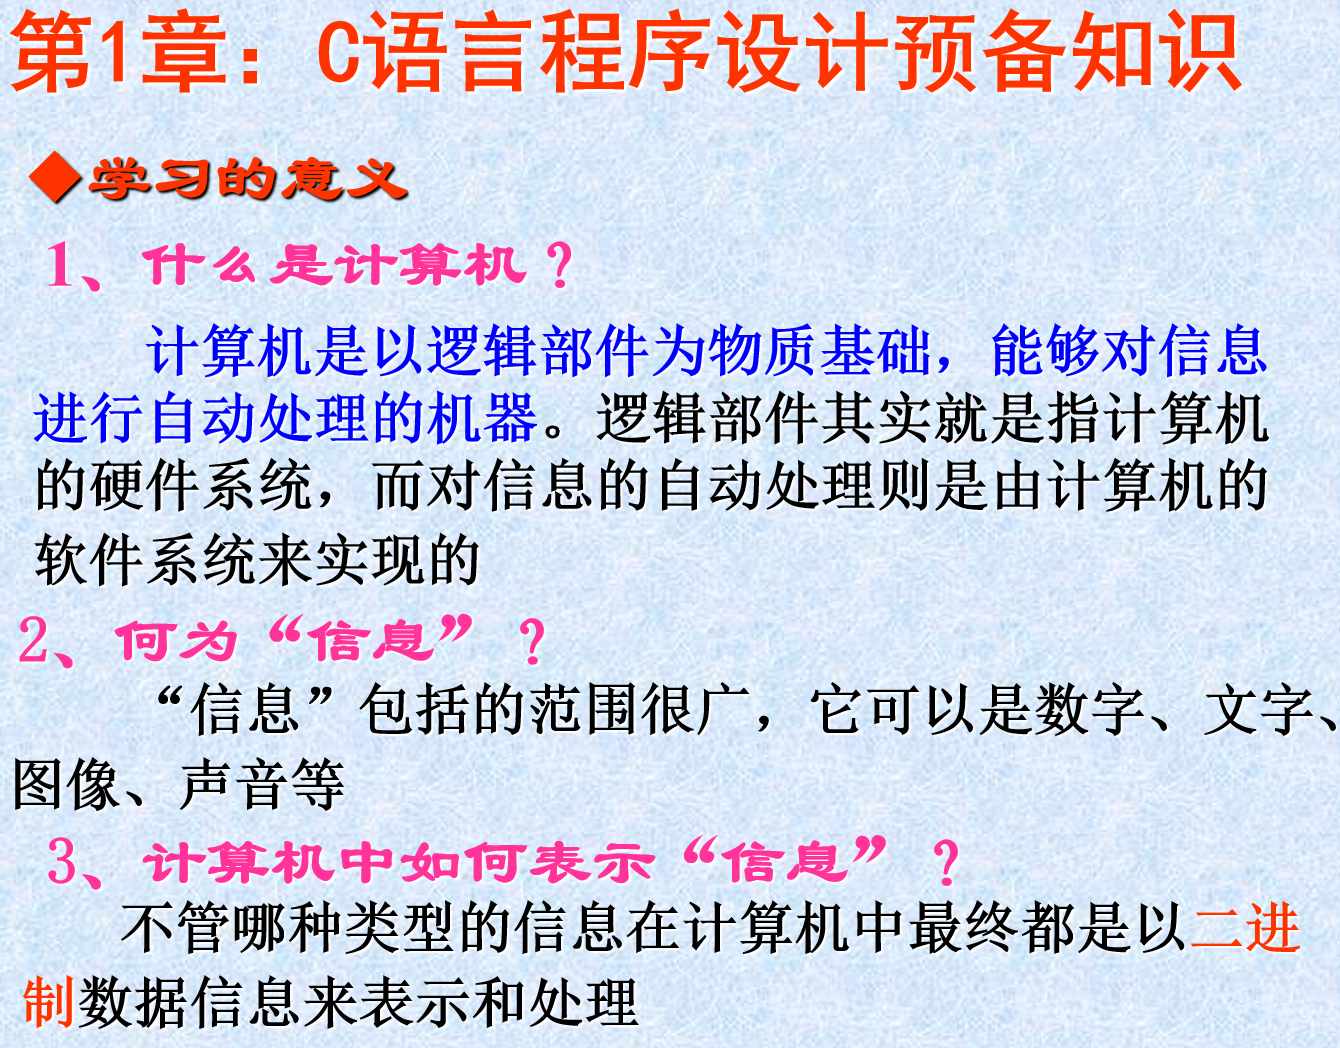 第1章：C语言程序设计预备知识
◆学习的意义
1、什么是计算机？
计算机是以逻辑部件为物质基础，能够对信息
进行自动处理的机器。逻辑部件其实就是指计算机
的硬件系统，而对信息的自动处理则是由计算机的
软件系统来实现的
2、何为“信息”？
“信息”包括的范围很广，它可以是数字、文字、
图像、声音等
3、计算机中如何表示“信息”？
不管哪种类型的信息在计算机中最终都是以二进
制数据信息来表示和处理